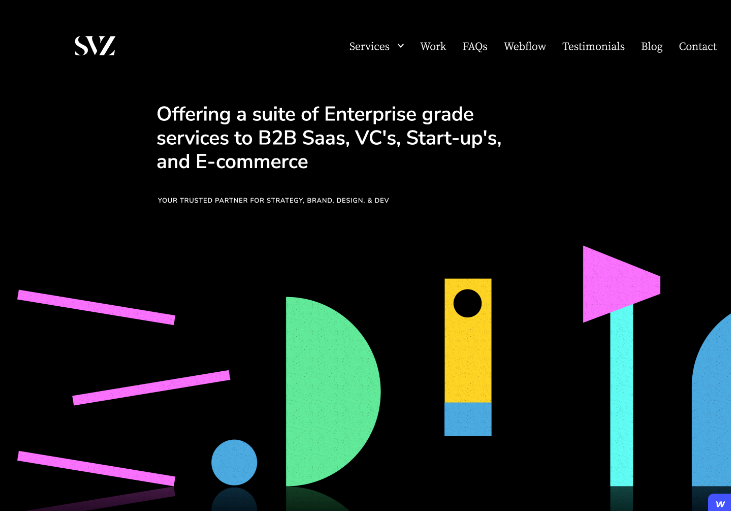 SVZ
Services Work FAQs Webflow Testimonials Blog Contact
Offering a suite of Enterprise grade
services to B2B Saas, VC's, Start-up's,
and E-commerce
YOUR TRUSTED PARTNER FOR STRATEGY, BRAND, DESIGN, & DEV
W